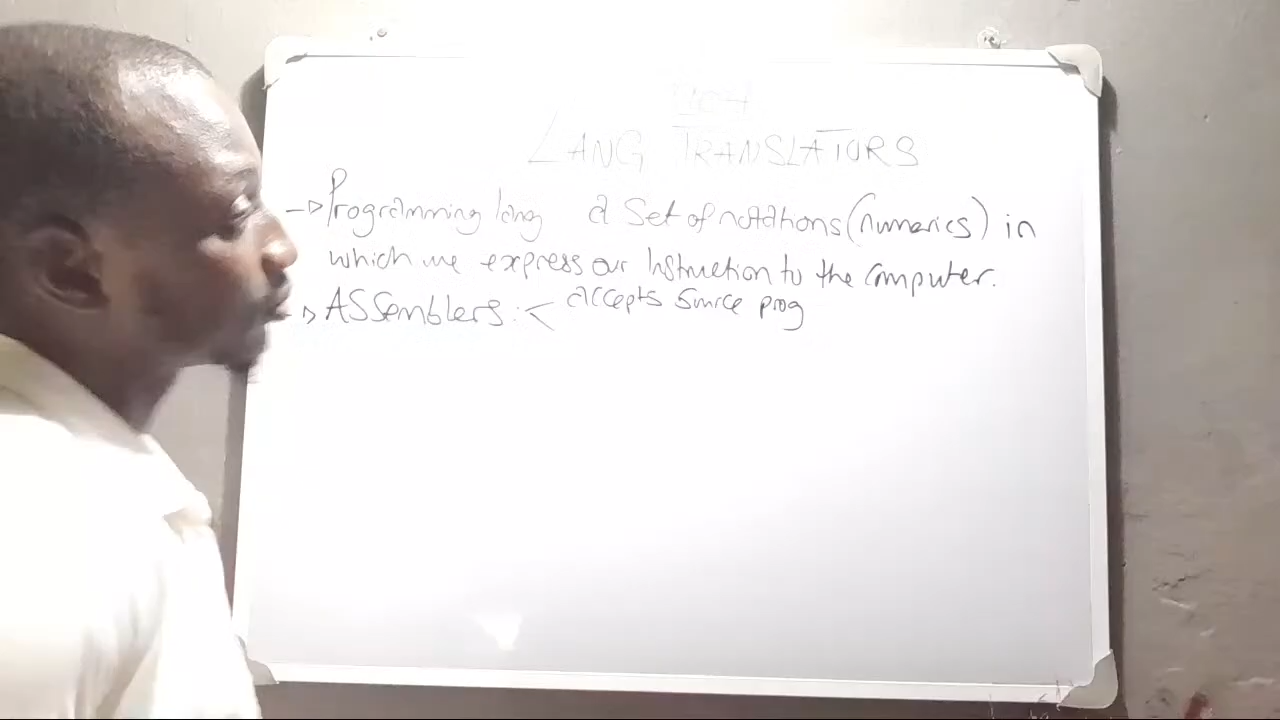 LANG TRANSLATORS
Programming lang a set of notations (numerics) in
which we express our Instruction to the Computer.
ASSemblers : < accepts source prog